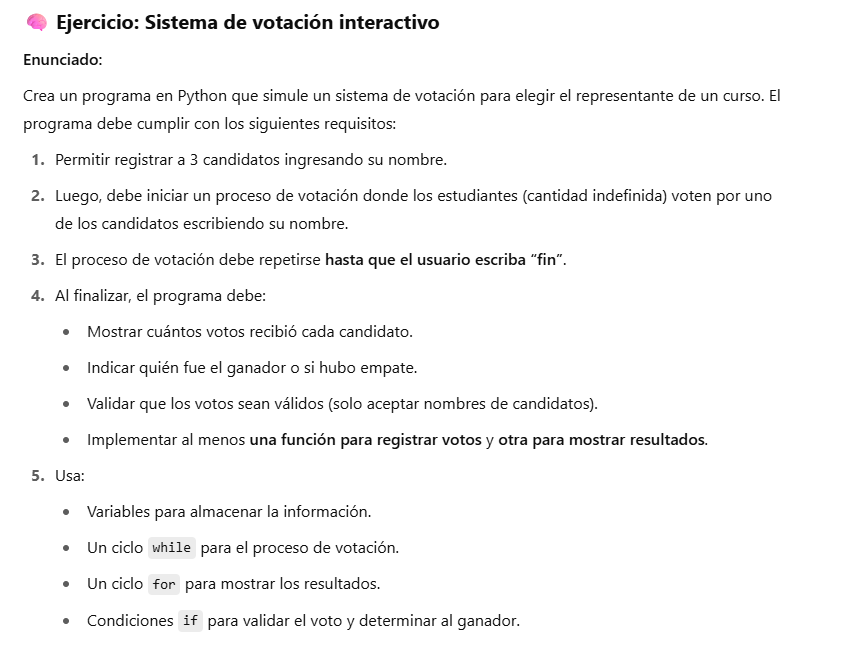 🧠 Ejercicio: Sistema de votación interactivo
Enunciado:
Crea un programa en Python que simule un sistema de votación para elegir el representante de un curso. El
programa debe cumplir con los siguientes requisitos:
1. Permitir registrar a 3 candidatos ingresando su nombre.
2. Luego, debe iniciar un proceso de votación donde los estudiantes (cantidad indefinida) voten por uno
de los candidatos escribiendo su nombre.
3. El proceso de votación debe repetirse hasta que el usuario escriba “fin”.
4. Al finalizar, el programa debe:
• Mostrar cuántos votos recibió cada candidato.
• Indicar quién fue el ganador o si hubo empate.
• Validar que los votos sean válidos (solo aceptar nombres de candidatos).
• Implementar al menos una función para registrar votos y otra para mostrar resultados.
5. Usa:
• Variables para almacenar la información.
• Un ciclo while para el proceso de votación.
• Un ciclo for para mostrar los resultados.
• Condiciones if para validar el voto y determinar al ganador.